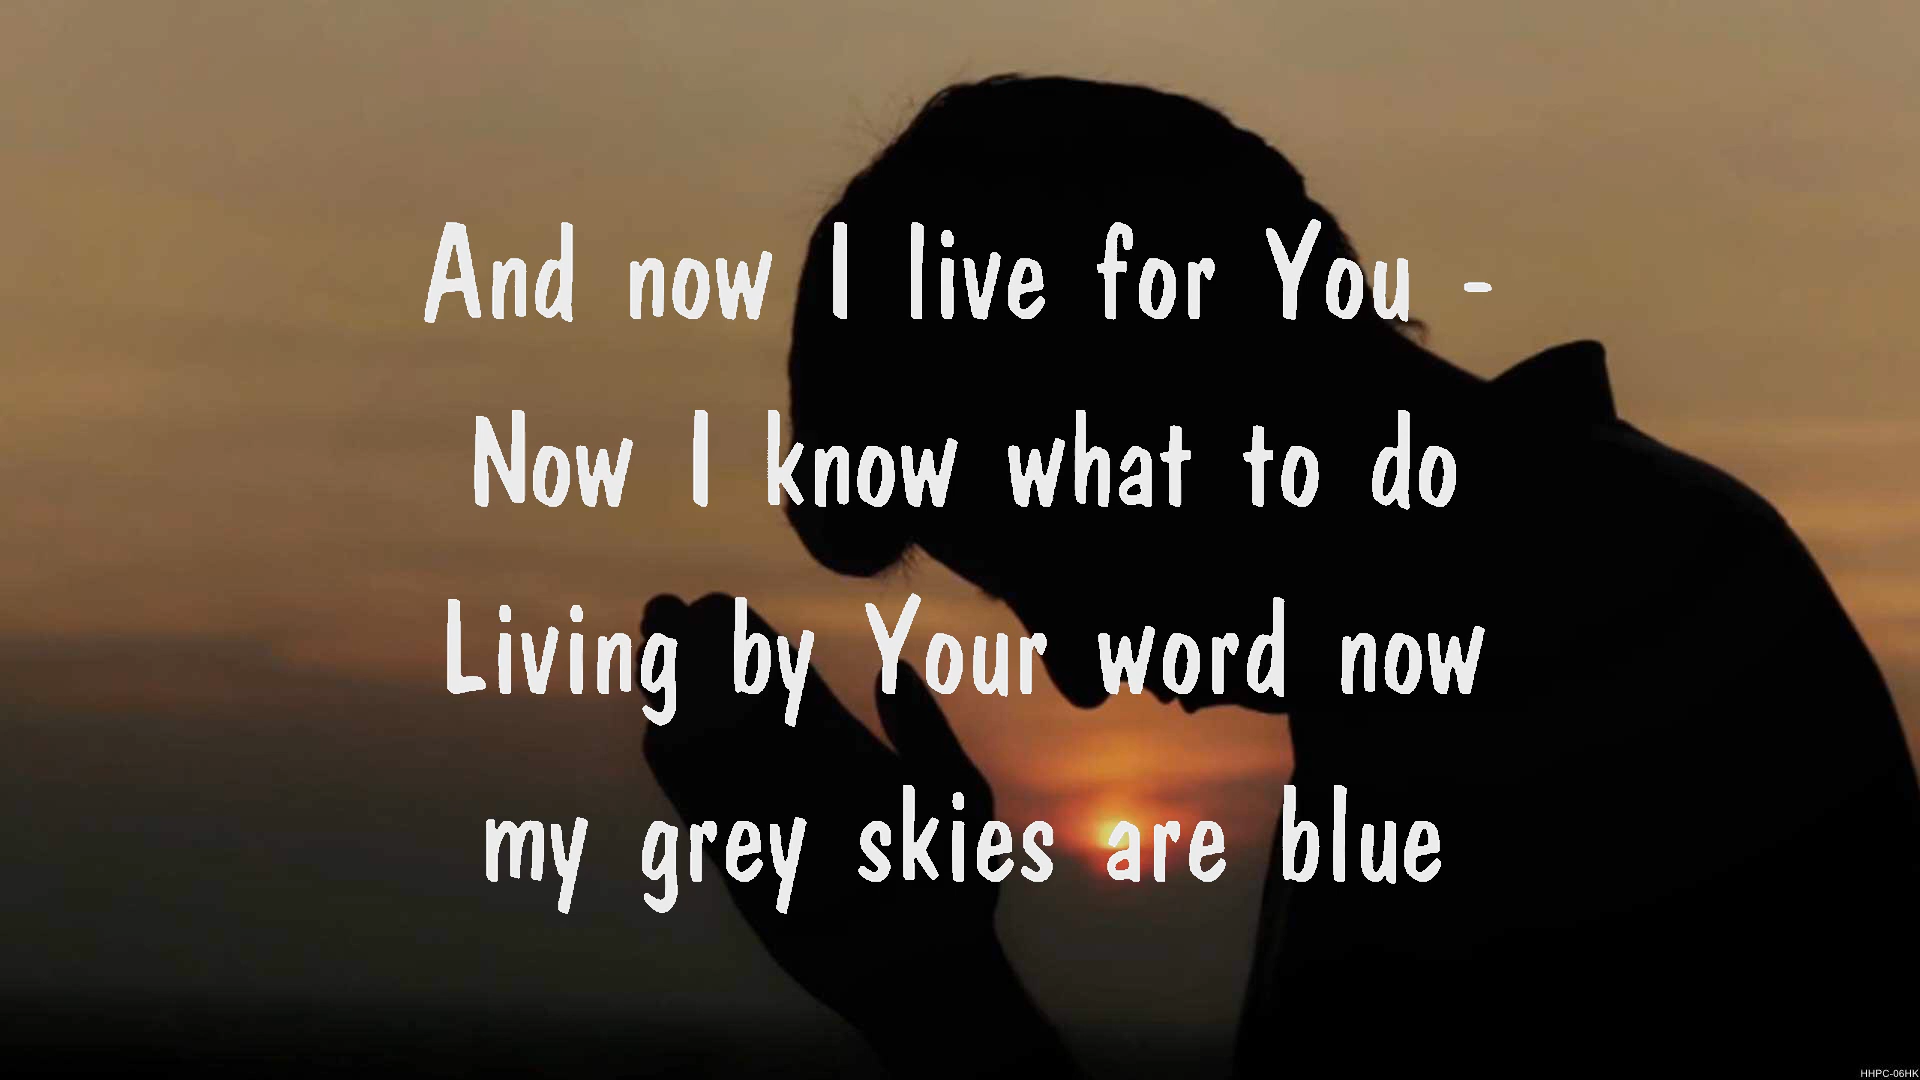 And now I live for You -
Now I know what to do
Living by Your word now
my grey skies are blue
HHPC-06HK